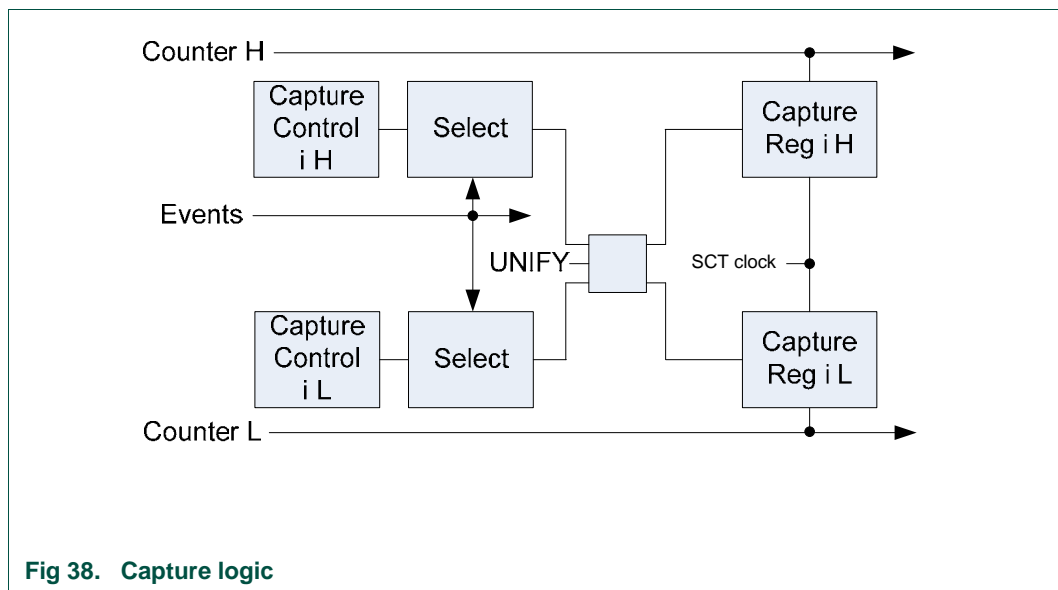 Counter H
Capture
Control
i H
Select
Capture
Reg i H
Events
UNIFY
SCT clock
Capture
Control
i L
Select
Capture
Reg i L
Counter L
Fig 38. Capture logic